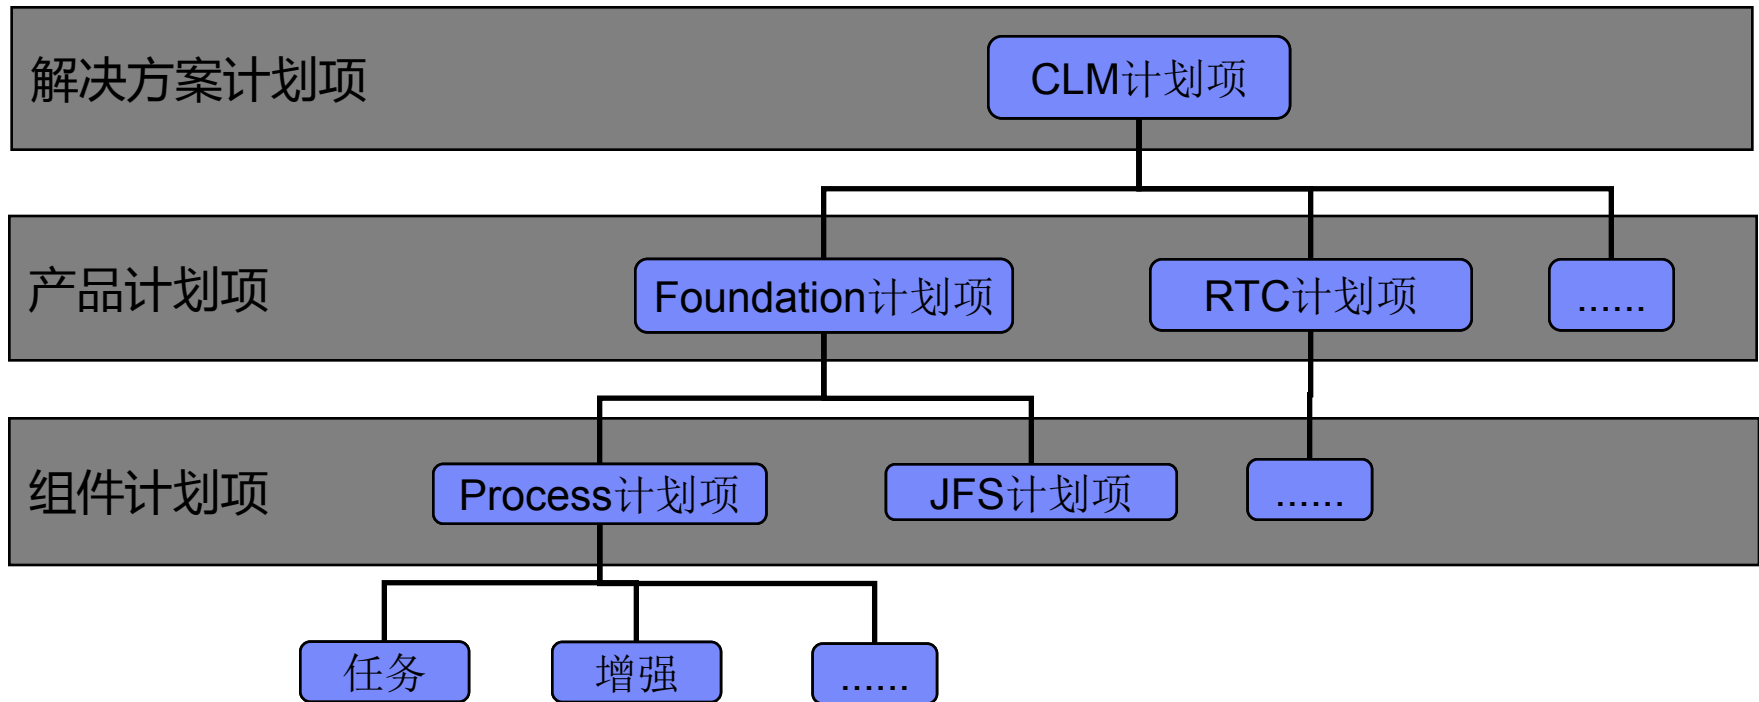 解决方案计划项
CLM计划项
产品计划项
Foundation计划项
RTC计划项
......
组件计划项
Process计划项
JFS计划项
......
任务
增强
......